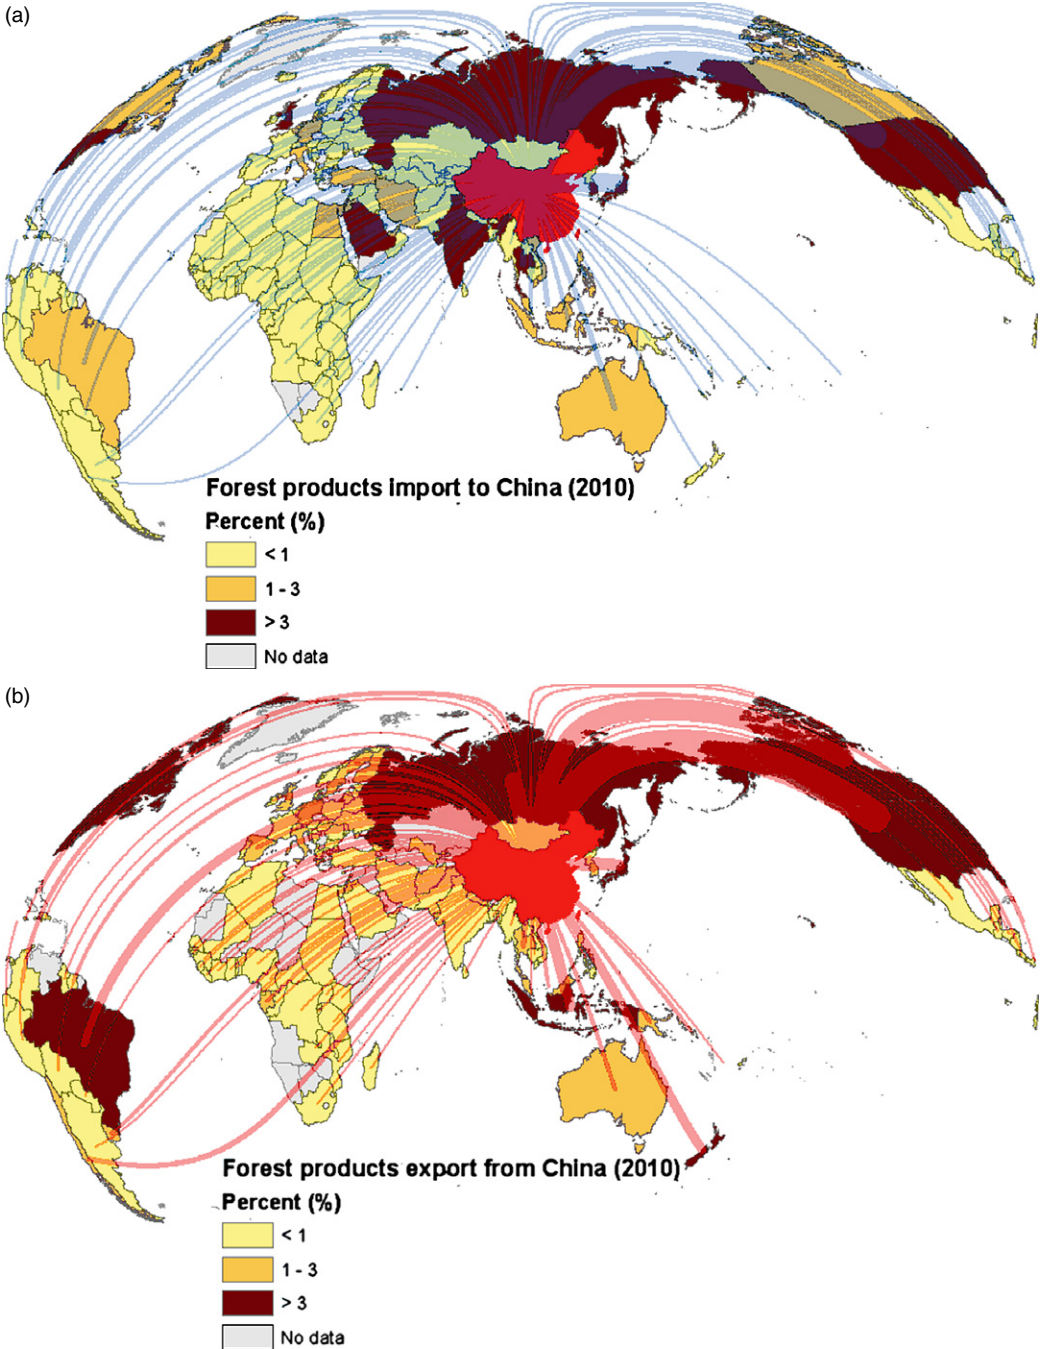 (a)
Forest products import to China (2010)
Percent (%)
< 1
1 - 3
> 3
No data
(b)
Forest products export from China (2010)
Percent (%)
< 1
1 - 3
> 3
No data